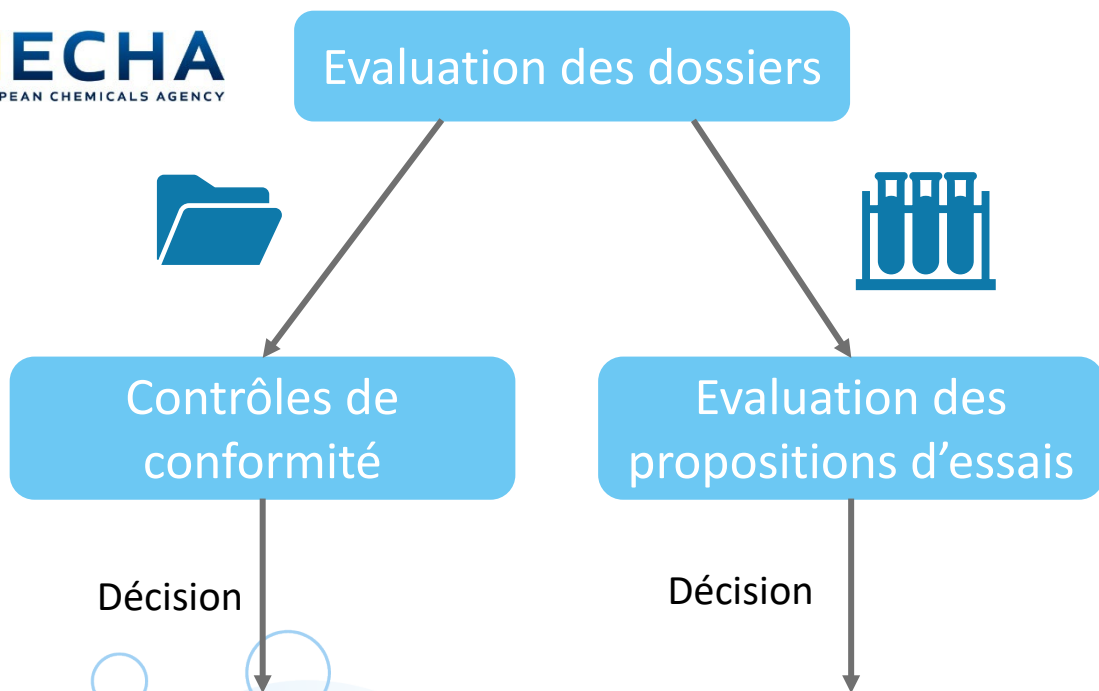 ECHA
PEAN CHEMICALS AGENCY
Evaluation des dossiers
Contrôles de
conformité
Evaluation des
propositions d’essais
Décision
Décision